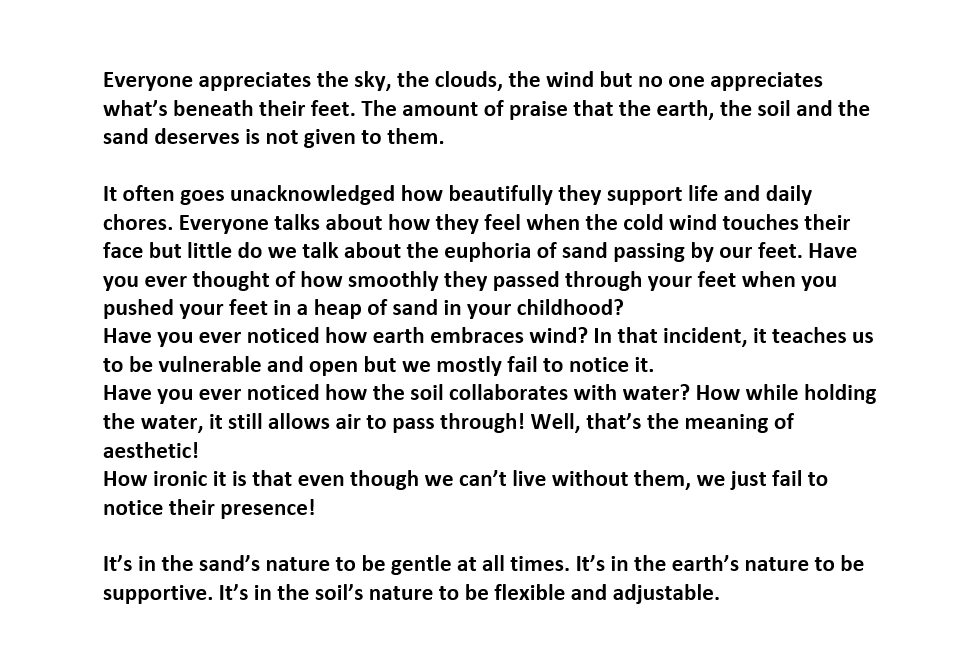 Everyone appreciates the sky, the clouds, the wind but no one appreciates
what’s beneath their feet. The amount of praise that the earth, the soil and the
sand deserves is not given to them.
It often goes unacknowledged how beautifully they support life and daily
chores. Everyone talks about how they feel when the cold wind touches their
face but little do we talk about the euphoria of sand passing by our feet. Have
you ever thought of how smoothly they passed through your feet when you
pushed your feet in a heap of sand in your childhood?
Have you ever noticed how earth embraces wind? In that incident, it teaches us
to be vulnerable and open but we mostly fail to notice it.
Have you ever noticed how the soil collaborates with water? How while holding
the water, it still allows air to pass through! Well, that’s the meaning of
aesthetic!
How ironic it is that even though we can’t live without them, we just fail to
notice their presence!
It’s in the sand’s nature to be gentle at all times. It’s in the earth’s nature to be
supportive. It’s in the soil’s nature to be flexible and adjustable.